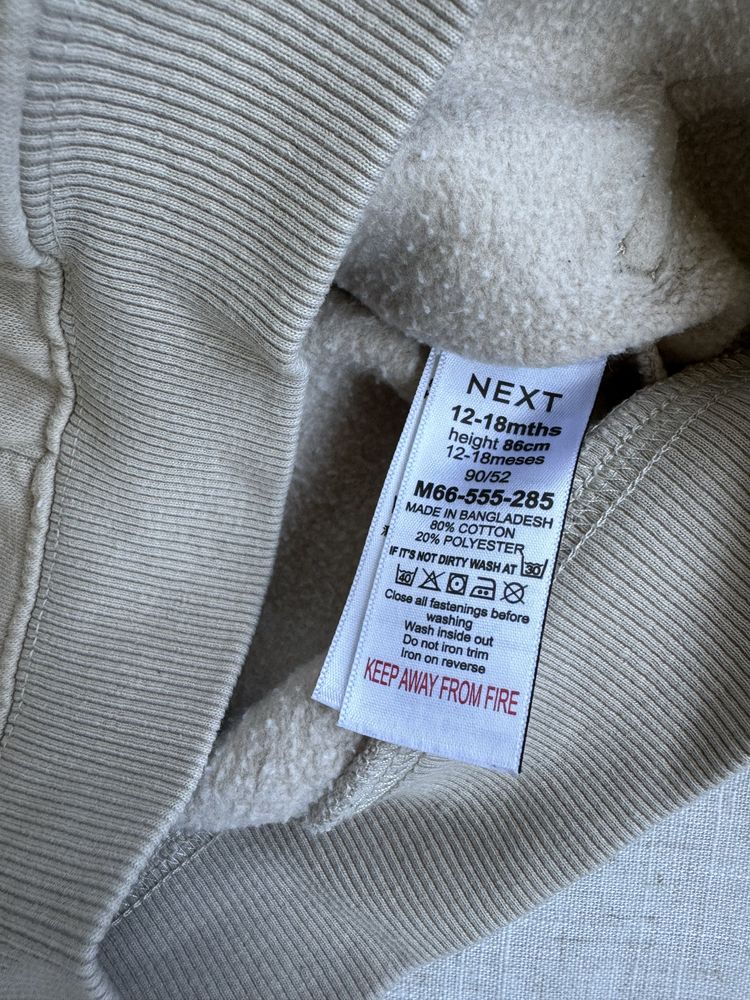 NEXT
12-18mths
height 86cm
12-18meses
90/52
M66-555-285
MADE IN BANGLADESH
80% COTTON
20% POLYESTER
IF IT'S NOT DIRTY WASH AT 30
40
Close all fastenings before
washing
Wash inside out
Do not iron trim
Iron on reverse
KEEP AWAY FROM FIRE